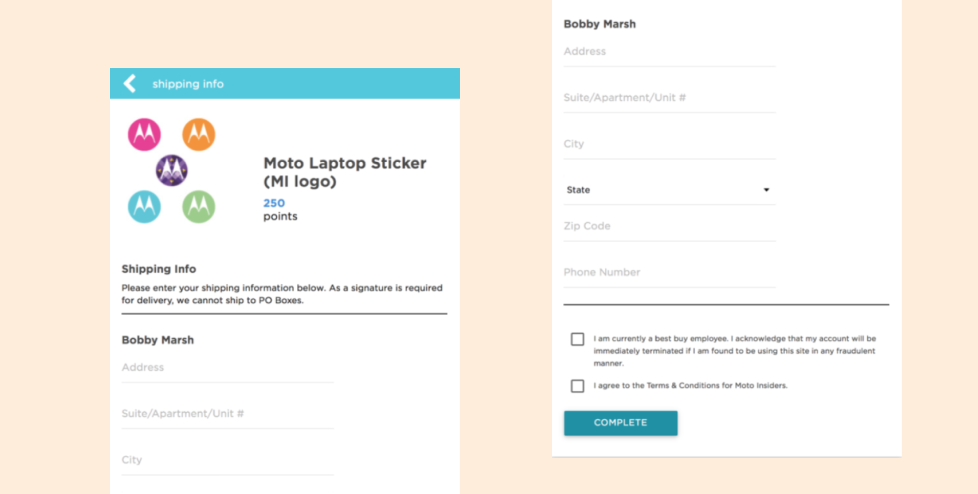 shipping info
Moto Laptop Sticker
(MI logo)
250
points
Shipping Info
Please enter your shipping information below. As a signature is required
for delivery, we cannot ship to PO Boxes.
Bobby Marsh
Address
Suite/Apartment/Unit #
City
Bobby Marsh
Address
Suite/Apartment/Unit #
City
State
Zip Code
Phone Number
I am currently a best buy employee. I acknowledge that my account will be
immediately terminated if I am found to be using this site in any fraudulent
manner.
I agree to the Terms & Conditions for Moto Insiders.
COMPLETE